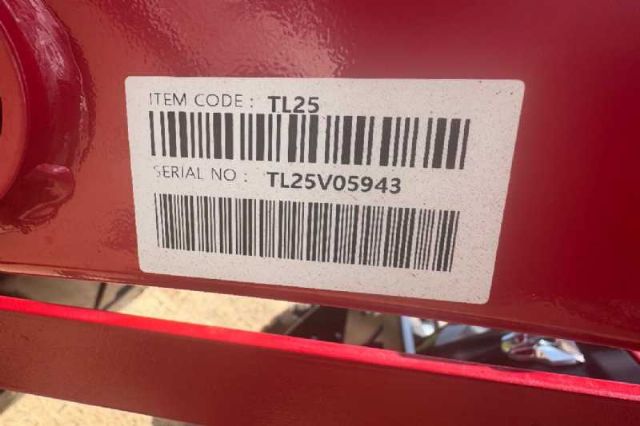 ITEM CODE : TL25
SERIAL NO : TL25V05943